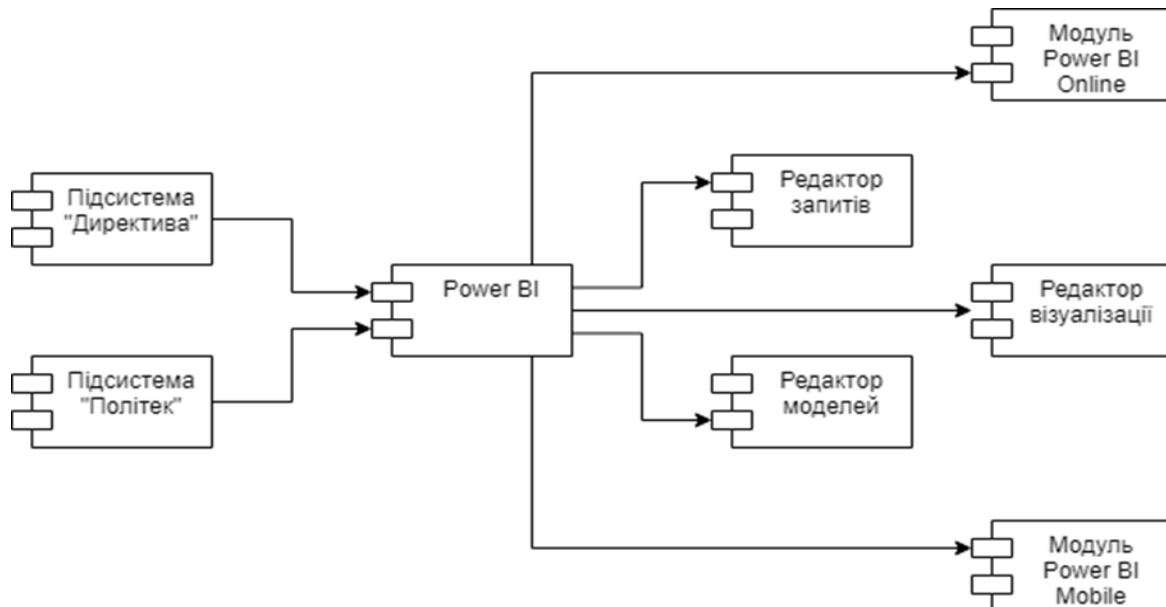 Модуль
Power BI
Online
Підсистема
"Директива"
Редактор
запитів
Power BI
Редактор
візуалізації
Підсистема
"Політек"
Редактор
моделей
Модуль
Power BI
Mobile